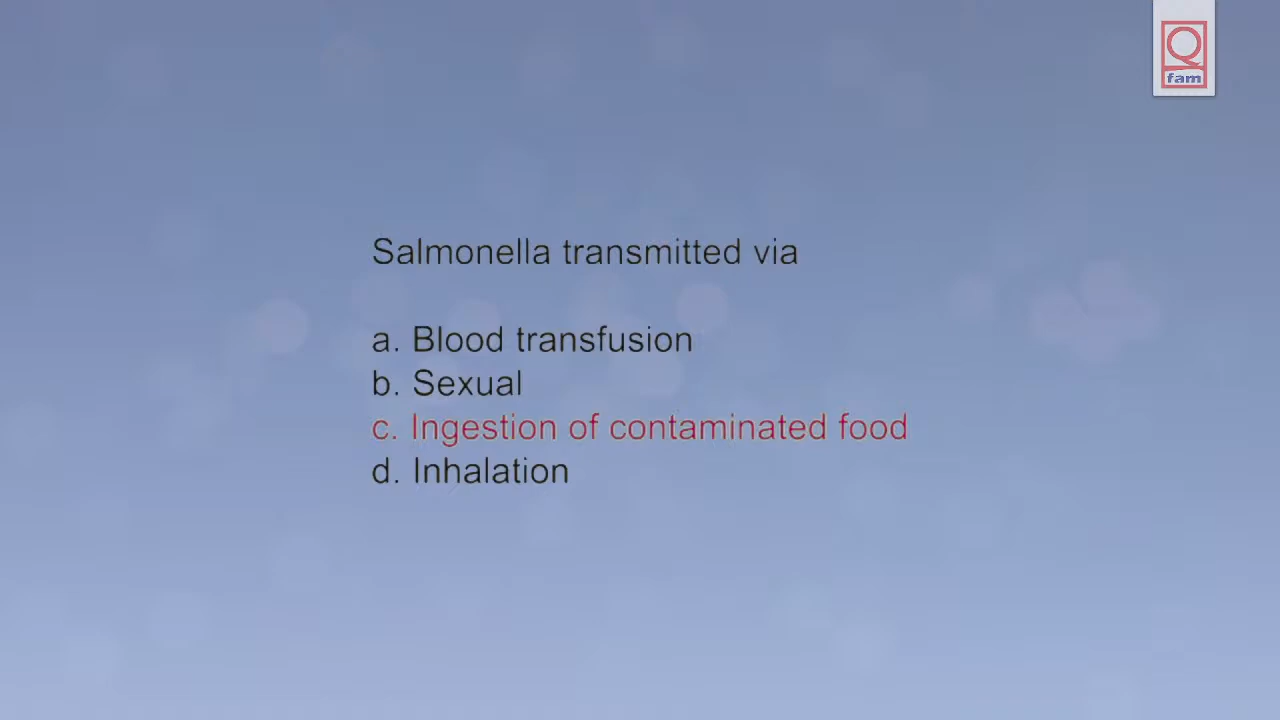 Q
fam
Salmonella transmitted via
a. Blood transfusion
b. Sexual
c. Ingestion of contaminated food
d. Inhalation